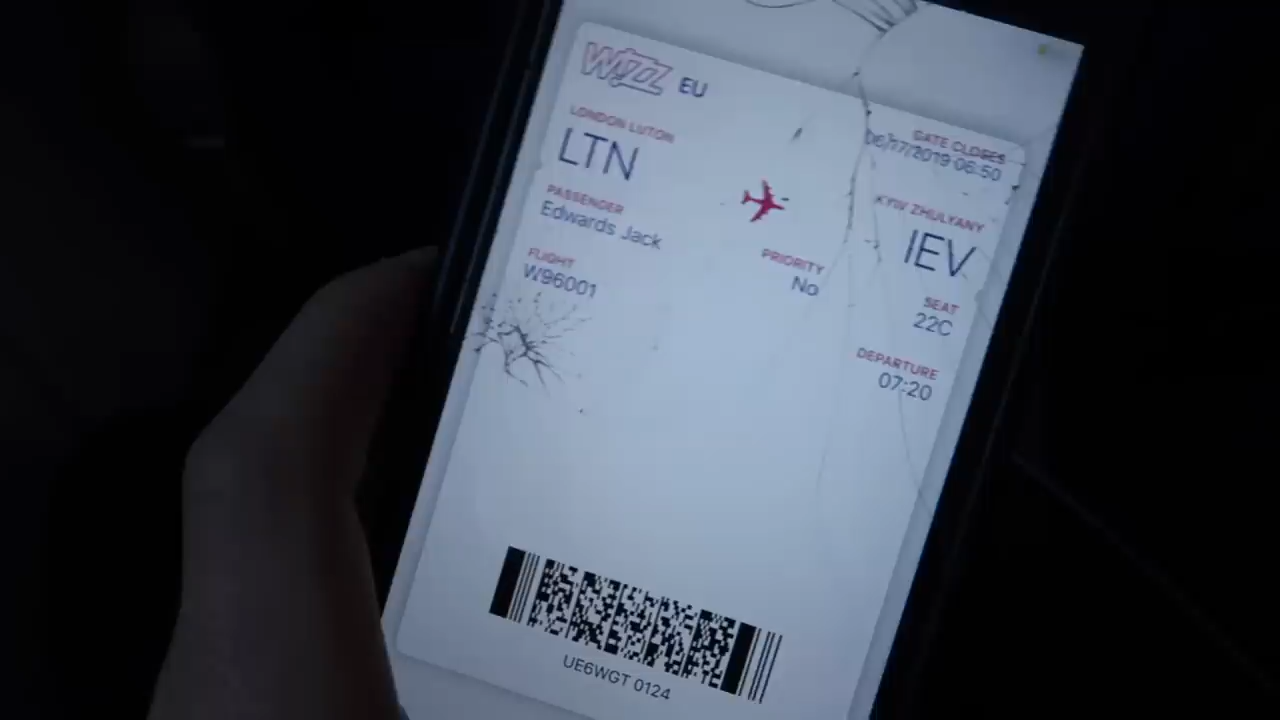 Wizz EU
GATE CLOSES
06/17/2019 06:50
LONDON LUTON
LTN
KYIV ZHULYANY
IEV
PASSENGER
Edwards Jack
PRIORITY
No
SEAT
22C
FLIGHT
W96001
DEPARTURE
07:20
UE6WGT 0124